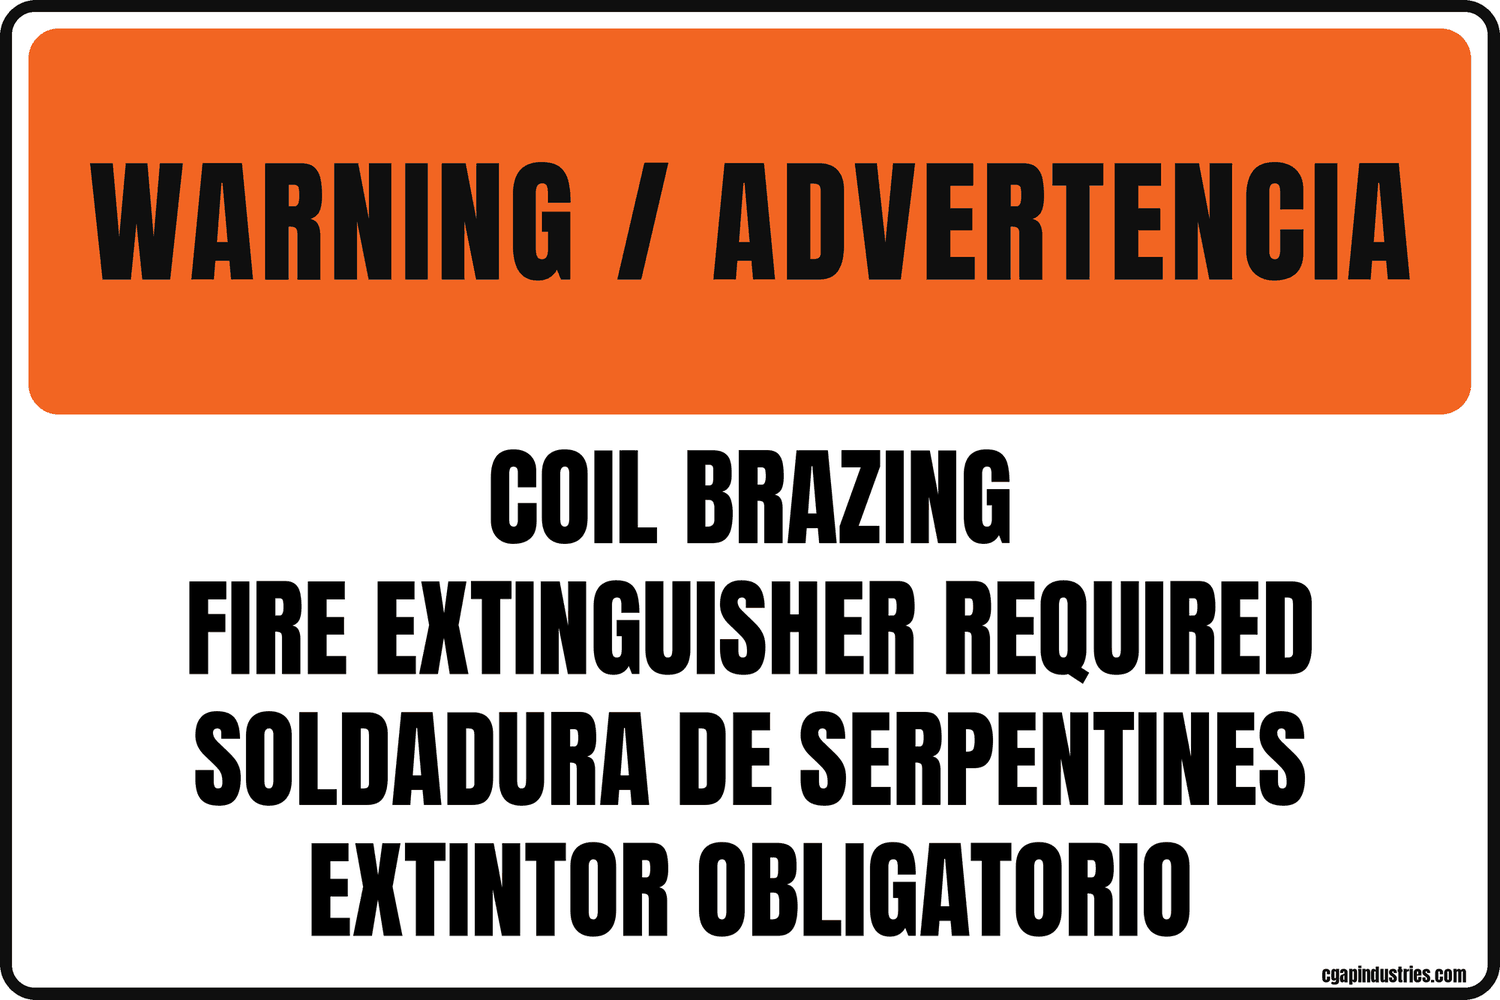 WARNING / ADVERTENCIA
COIL BRAZING
FIRE EXTINGUISHER REQUIRED
SOLDADURA DE SERPENTINES
EXTINTOR OBLIGATORIO
cgapindustries.com